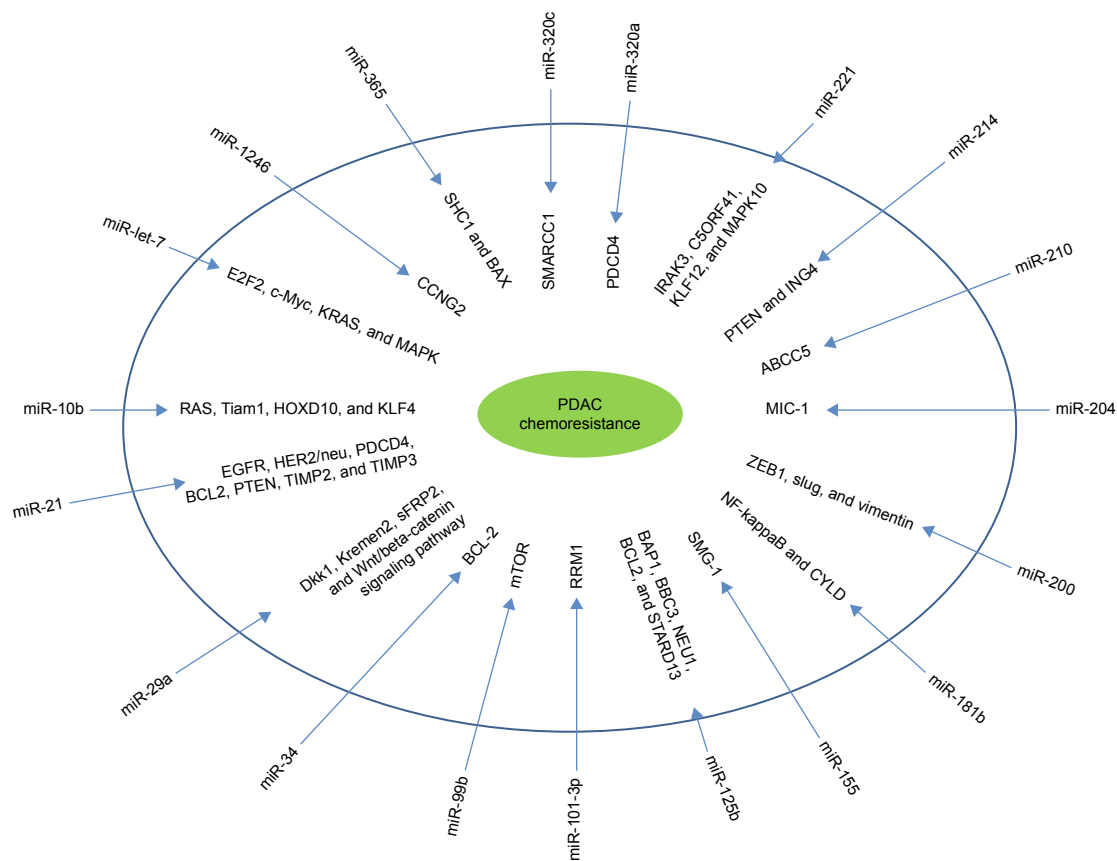 miR-320c
miR-320a
miR-365
miR-221
miR-1246
miR-214
miR-let-7
miR-210
SHC1 and BAX
SMARCC1
PDCD4
IRAK3, C5ORF41,
KLF12, and MAPK10
CCNG2
E2F2, c-Myc, KRAS, and MAPK
PTEN and ING4
ABCC5
miR-10b
RAS, Tiam1, HOXD10, and KLF4
PDAC
chemoresistance
MIC-1
miR-204
miR-21
EGFR, HER2/neu, PDCD4,
BCL2, PTEN, TIMP2, and TIMP3
ZEB1, slug, and vimentin
miR-200
Dkk1, Kremen2, sFRP2,
and Wnt/beta-catenin
signaling pathway
BCL-2
mTOR
RRM1
BAP1, BBC3, NEU1,
BCL2, and STARD13
SMG-1
NF-kappaB and CYLD
miR-29a
miR-34
miR-99b
miR-101-3p
miR-125b
miR-155
miR-181b